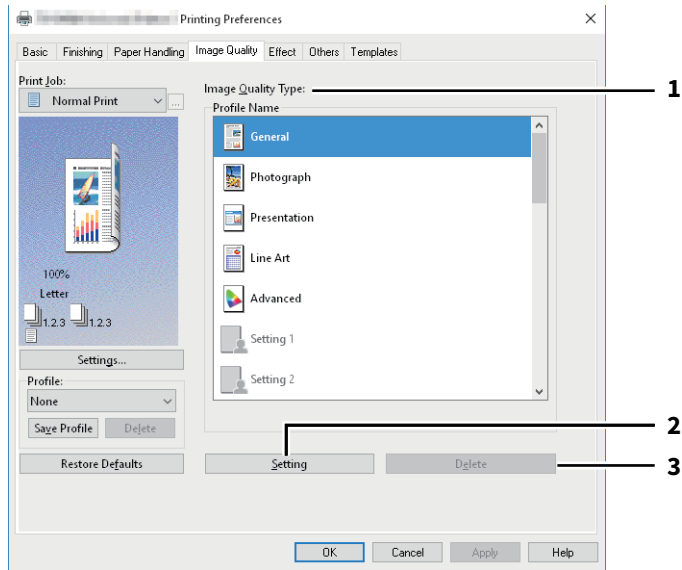 Printing Preferences
Basic Finishing Paper Handling Image Quality Effect Others Templates
Print Job:
Normal Print
...
100%
Letter
1.2.3 1.2.3
Settings...
Profile:
None
Save Profile Delete
Restore Defaults
Image Quality Type:
Profile Name
General
Photograph
Presentation
Line Art
Advanced
Setting 1
Setting 2
Setting Delete
OK Cancel Apply Help
1
2
3